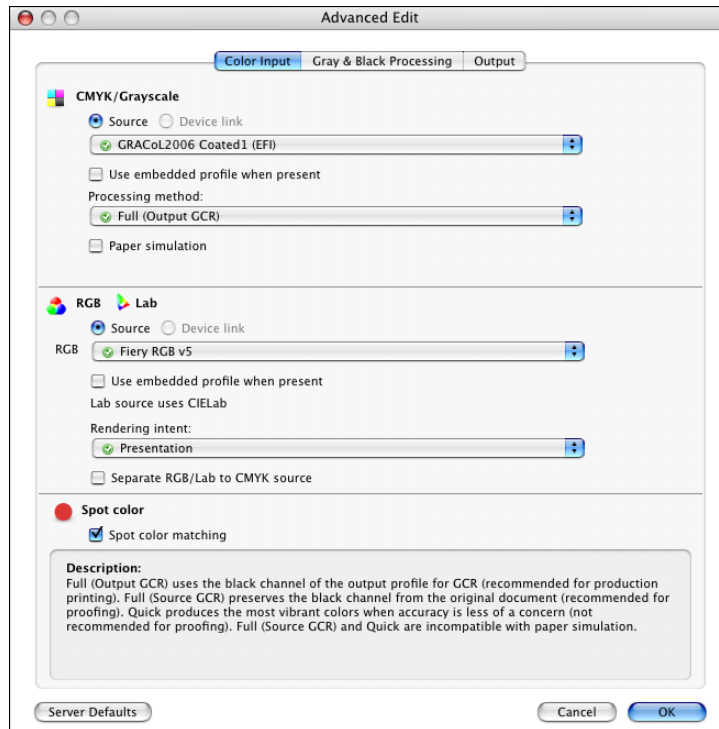 Advanced Edit
Color Input Gray & Black Processing Output
CMYK/Grayscale
Source Device link
GRACoL2006 Coated1 (EFI)
Use embedded profile when present
Processing method:
Full (Output GCR)
Paper simulation
RGB Lab
Source Device link
RGB Fiery RGB v5
Use embedded profile when present
Lab source uses CIELab
Rendering intent:
Presentation
Separate RGB/Lab to CMYK source
Spot color
Spot color matching
Description:
Full (Output GCR) uses the black channel of the output profile for GCR (recommended for production
printing). Full (Source GCR) preserves the black channel from the original document (recommended for
proofing). Quick produces the most vibrant colors when accuracy is less of a concern (not
recommended for proofing). Full (Source GCR) and Quick are incompatible with paper simulation.
Server Defaults Cancel OK